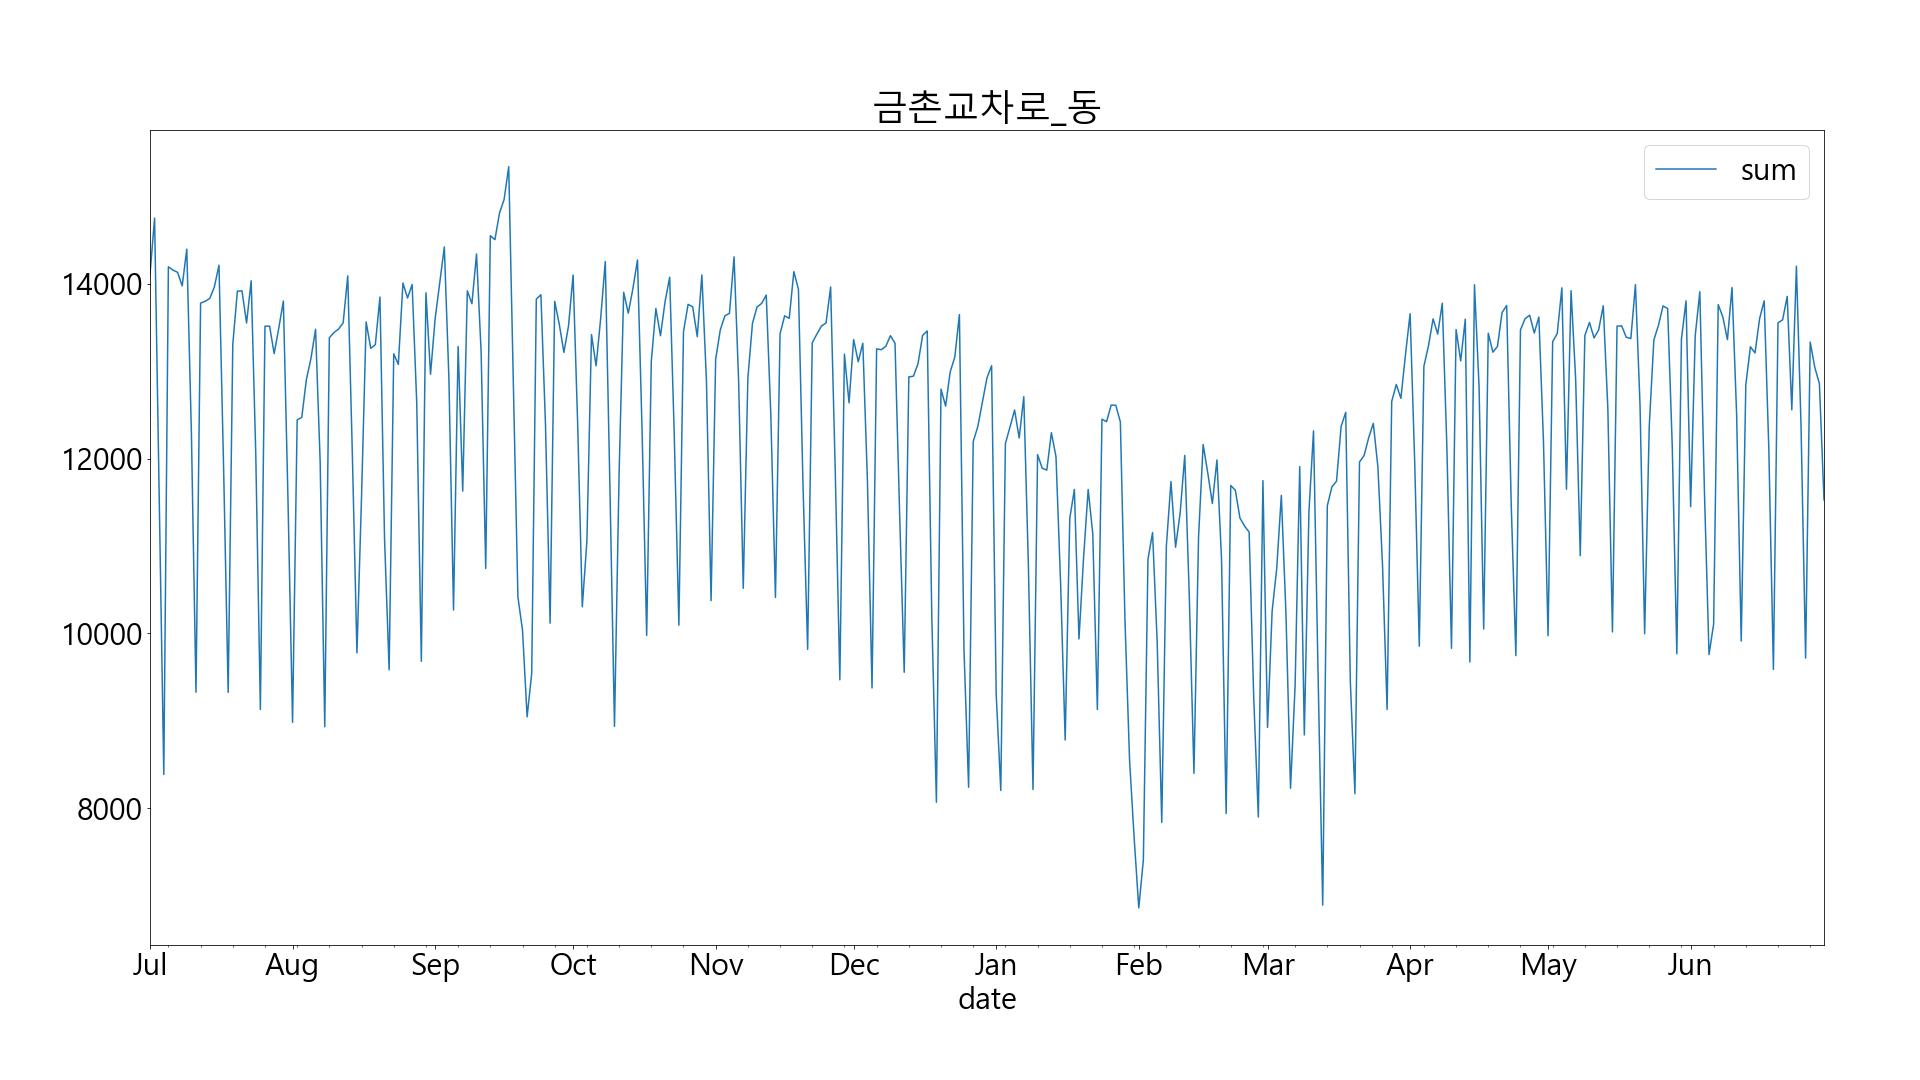 금촌교차로_동
sum
14000
12000
10000
8000
Jul Aug Sep Oct Nov Dec Jan Feb Mar Apr May Jun
date